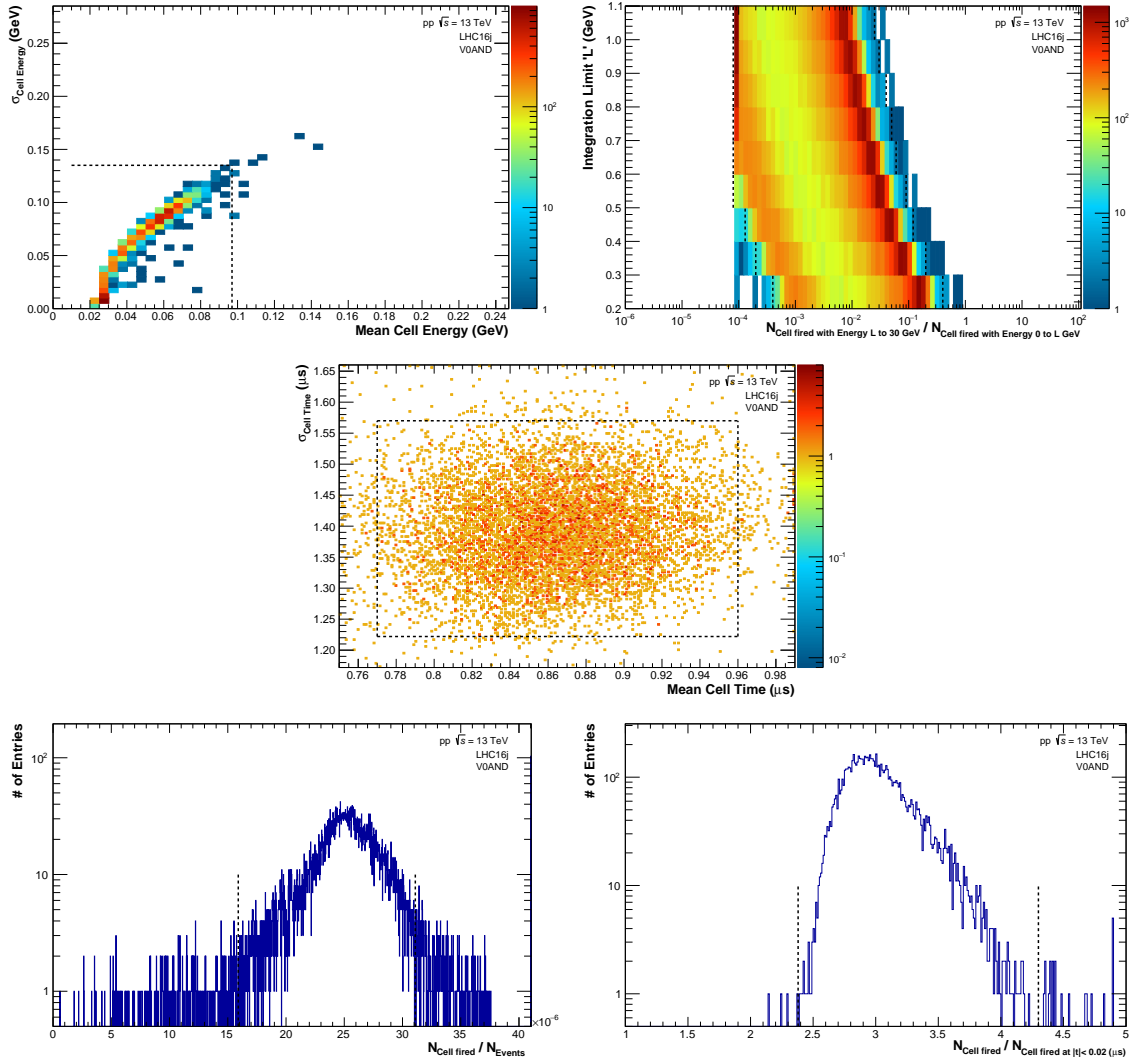 σCell Energy (GeV)
0.25
0.20
0.15
0.10
0.05
0.00
0 0.02 0.04 0.06 0.08 0.1 0.12 0.14 0.16 0.18 0.2 0.22 0.24
Mean Cell Energy (GeV)
pp √s = 13 TeV
LHC16j
V0AND
10²
10
1
Integration Limit 'L' (GeV)
1.1
1.0
0.9
0.8
0.7
0.6
0.5
0.4
0.3
0.2
10⁻⁶ 10⁻⁵ 10⁻⁴ 10⁻³ 10⁻² 10⁻¹ 1 10 10²
NCell fired with Energy L to 30 GeV / NCell fired with Energy 0 to L GeV
pp √s = 13 TeV
LHC16j
V0AND
10³
10²
10
1
σCell Time (μs)
1.65
1.60
1.55
1.50
1.45
1.40
1.35
1.30
1.25
1.20
0.76 0.78 0.8 0.82 0.84 0.86 0.88 0.9 0.92 0.94 0.96 0.98
Mean Cell Time (μs)
pp √s = 13 TeV
LHC16j
V0AND
1
10⁻¹
10⁻²
# of Entries
10²
10
1
0 5 10 15 20 25 30 35 40
×10⁻⁶
NCell fired / NEvents
pp √s = 13 TeV
LHC16j
V0AND
# of Entries
10²
10
1
1 1.5 2 2.5 3 3.5 4 4.5 5
NCell fired / NCell fired at |t|< 0.02 (μs)
pp √s = 13 TeV
LHC16j
V0AND